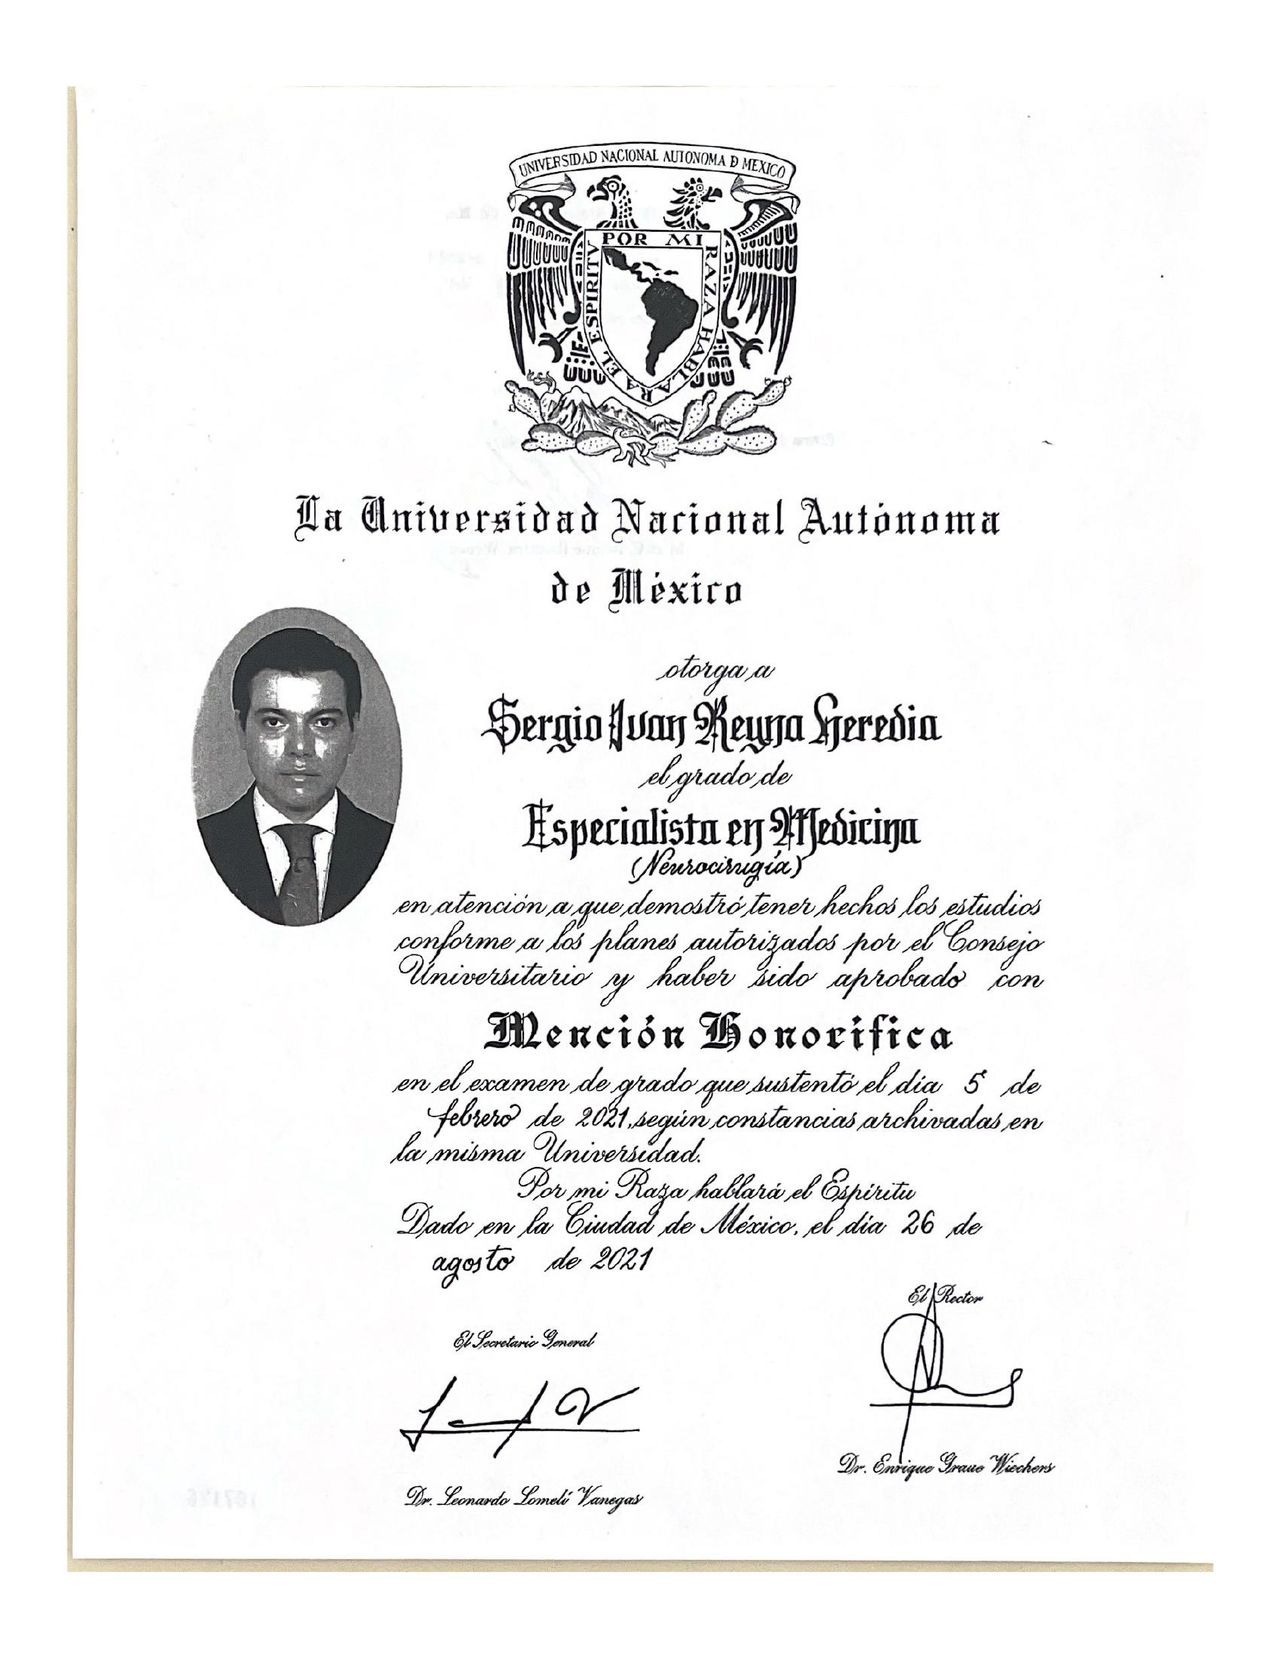 UNIVERSIDAD NACIONAL AUTONOMA D MEXICO
POR MI RAZA HABLARA EL ESPIRITV
La Universidad Nacional Autónoma
de México
otorga a
Sergio Ivan Reyna Heredia
el grado de
Especialista en Medicina
(Neurocirugía)
en atención a que demostró tener hechos los estudios
conforme a los planes autorizados por el Consejo
Universitario y haber sido aprobado con
Mención Honorífica
en el examen de grado que sustentó el día 5 de
febrero de 2021, según constancias archivadas en
la misma Universidad.
Por mi Raza hablará el Espíritu
Dado en la Ciudad de México, el día 26 de
agosto de 2021
El Rector
El Secretario General
Dr. Enrique Graue Wiechers
Dr. Leonardo Lomelí Vanegas